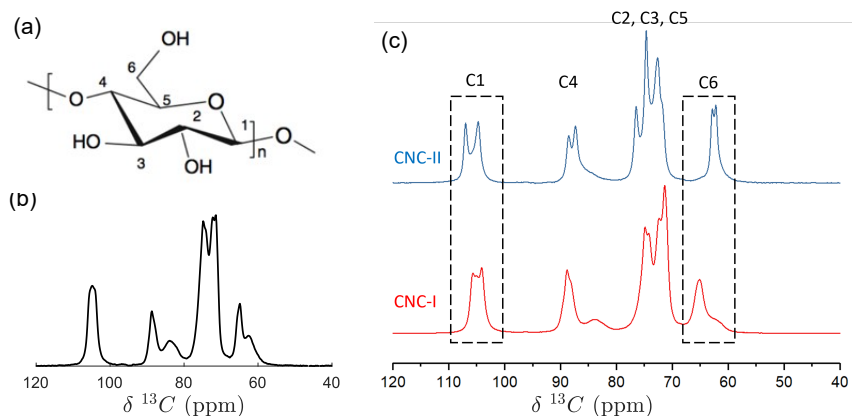 (a)
OH
6
4
5
O
O
2
1
HO
3
OH
n
O
(b)
120 100 80 60 40
δ ¹³C (ppm)
(c)
C2, C3, C5
C1
C4
C6
CNC-II
CNC-I
120 110 100 90 80 70 60 50 40
δ ¹³C (ppm)